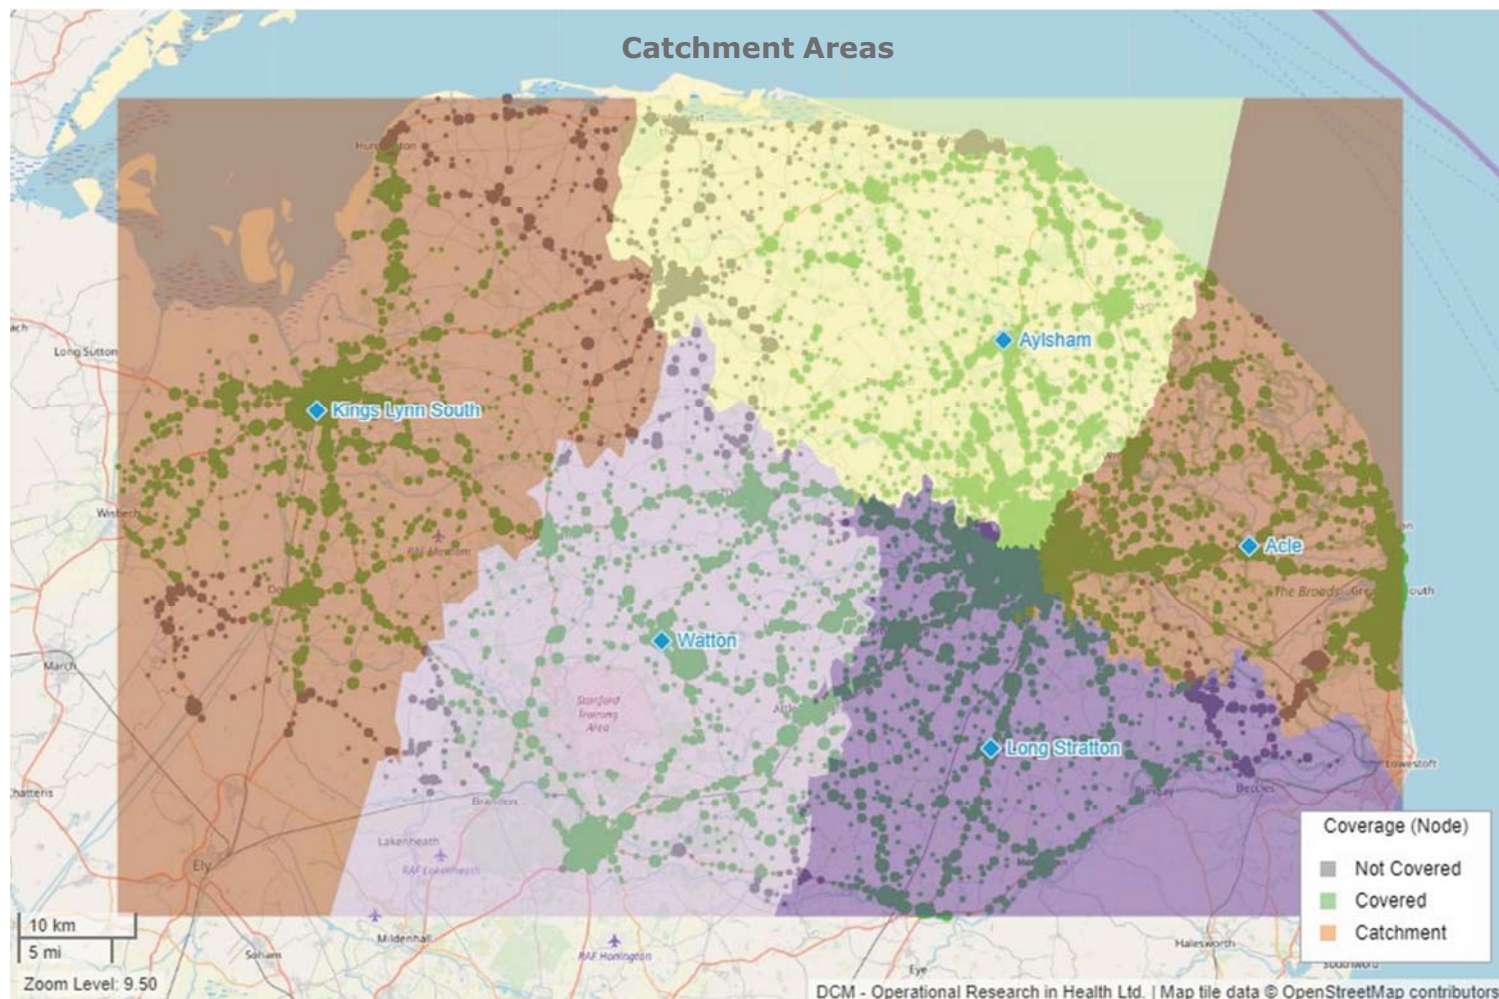 Catchment Areas
Long Sutton
Kings Lynn South
Aylsham
Wisbech
Acle
The Broads
March
Watton
Stanford
Training
Area
Long Stratton
Lowestoft
Beccles
Brandon
Lakenheath
RAF Lakenheath
Ely
Coverage (Node)
Not Covered
Covered
Catchment
10 km
5 mi
Mildenhall
Soham
RAF Honington
Halesworth
Eye
Zoom Level: 9.50
DCM - Operational Research in Health Ltd. | Map tile data © OpenStreetMap contributors